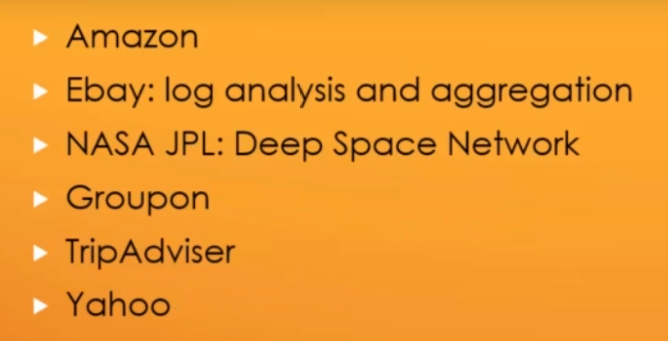 Amazon
Ebay: log analysis and aggregation
NASA JPL: Deep Space Network
Groupon
TripAdviser
Yahoo